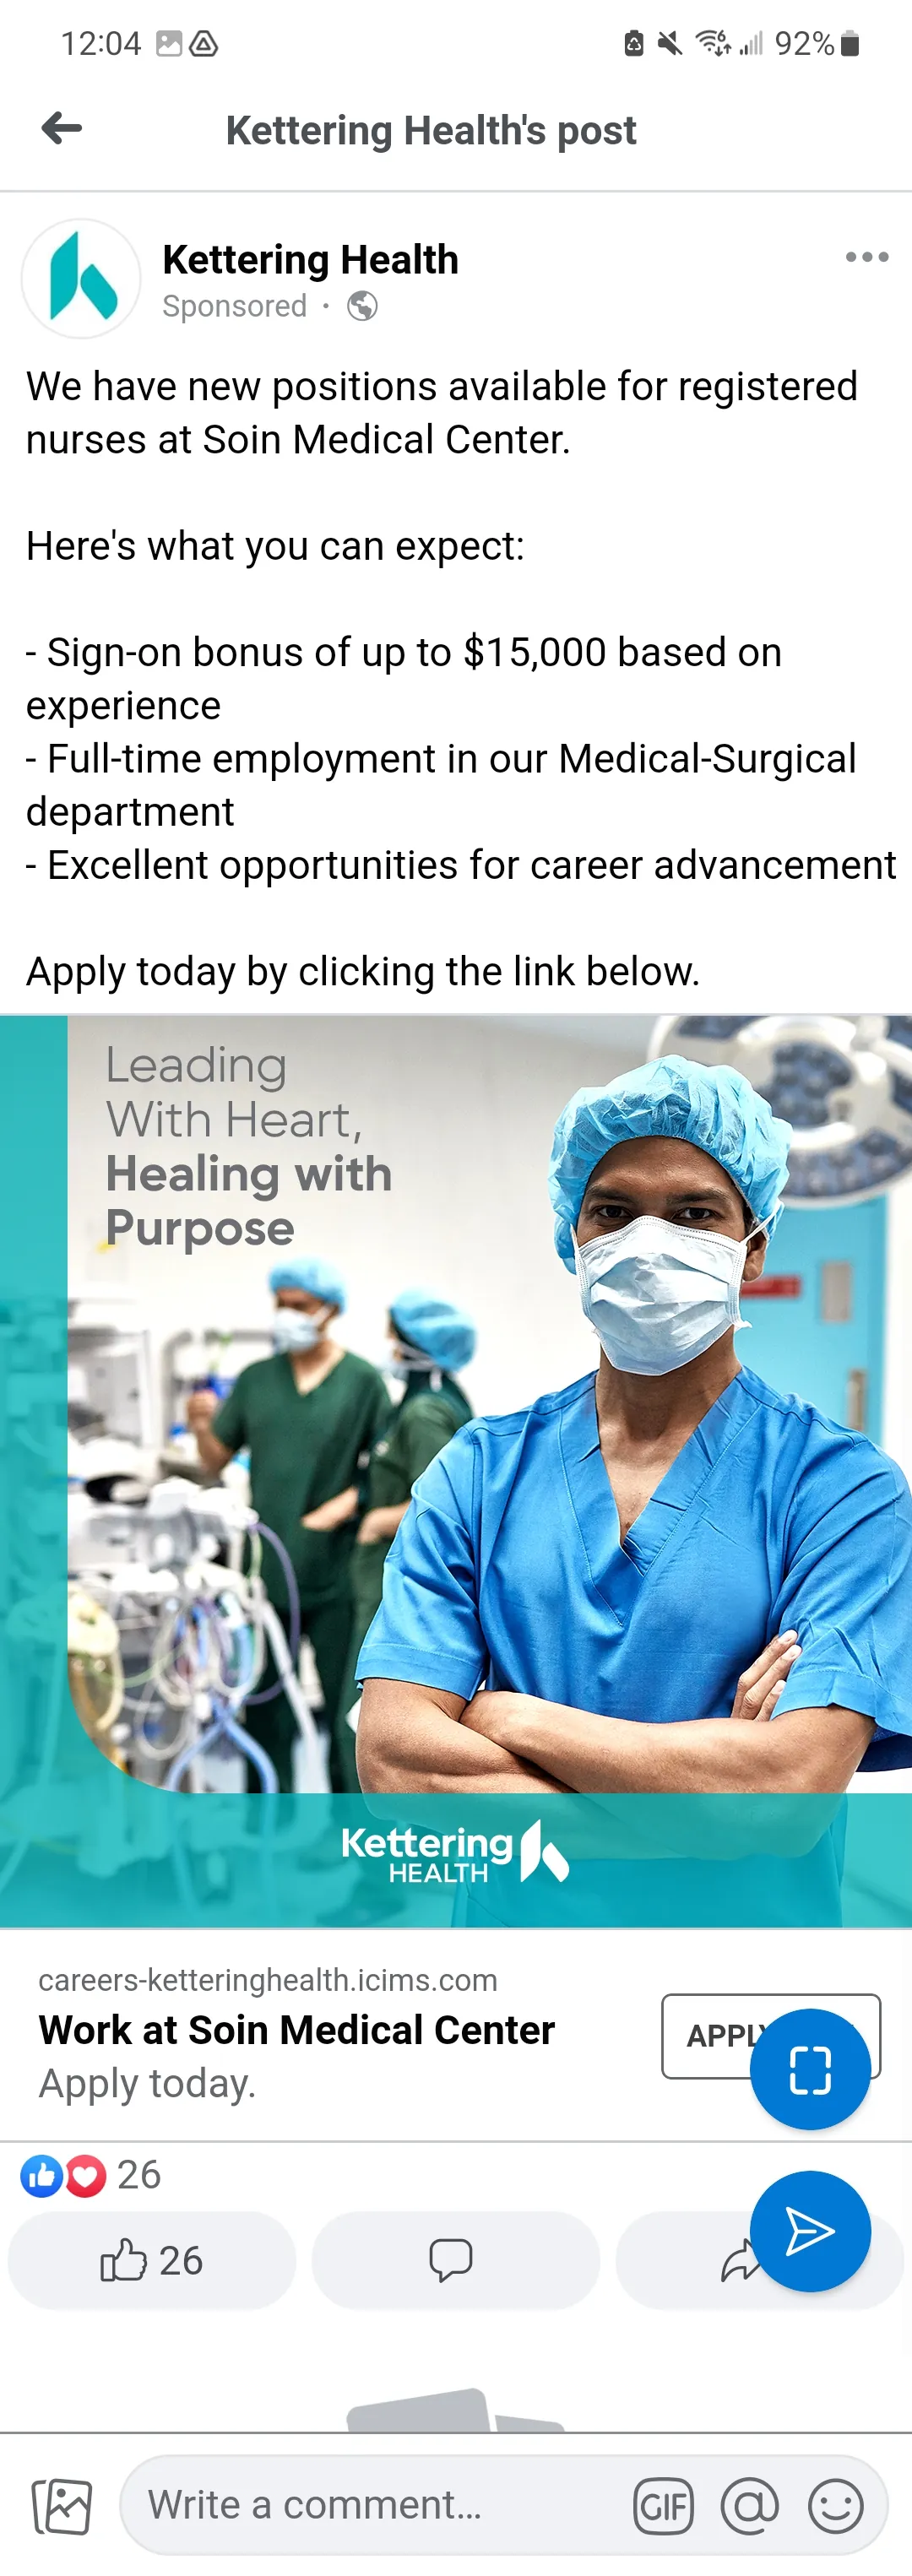 12:04
92%
Kettering Health's post
Kettering Health
Sponsored ·
We have new positions available for registered
nurses at Soin Medical Center.
Here's what you can expect:
- Sign-on bonus of up to $15,000 based on
experience
- Full-time employment in our Medical-Surgical
department
- Excellent opportunities for career advancement
Apply today by clicking the link below.
Leading
With Heart,
Healing with
Purpose
Kettering
HEALTH
careers-ketteringhealth.icims.com
Work at Soin Medical Center
Apply today.
26
26
Write a comment...
GIF